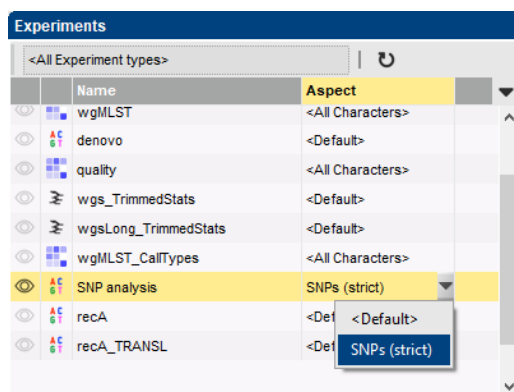 Experiments
<All Experiment types>
Name Aspect
wgMLST <All Characters>
A C G T denovo <Default>
quality <All Characters>
wgs_TrimmedStats <Default>
wgsLong_TrimmedStats <Default>
wgMLST_CallTypes <All Characters>
A C G T SNP analysis SNPs (strict)
A C G T recA <Def
<Default>
A C G T recA_TRANSL <Def
SNPs (strict)